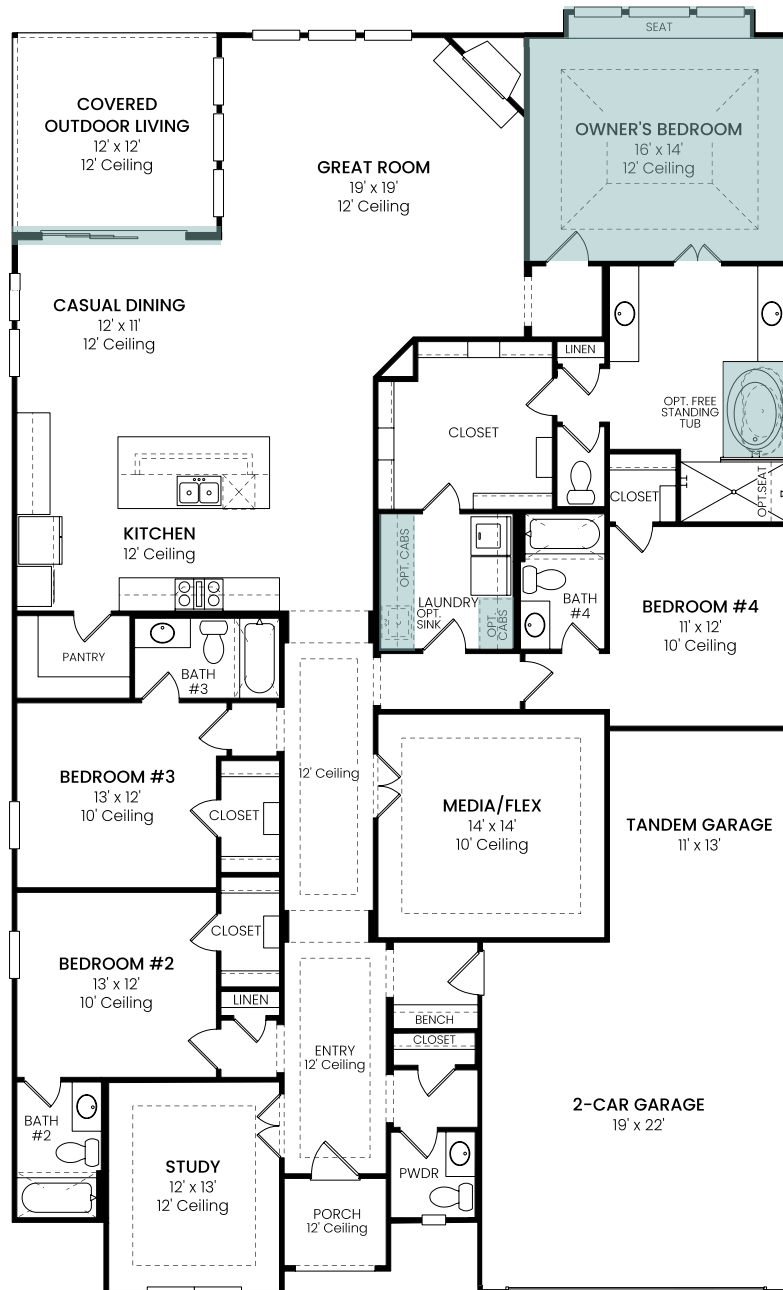 SEAT
COVERED
OUTDOOR LIVING
12' x 12'
12' Ceiling
OWNER'S BEDROOM
16' x 14'
12' Ceiling
GREAT ROOM
19' x 19'
12' Ceiling
CASUAL DINING
12' x 11'
12' Ceiling
LINEN
OPT. FREE
STANDING
TUB
CLOSET
OPT.SEAT
CLOSET
KITCHEN
12' Ceiling
OPT. CABS
LAUNDRY
OPT.
SINK
OPT.
CABS
BATH
#4
BEDROOM #4
11' x 12'
10' Ceiling
PANTRY
BATH
#3
12' Ceiling
BEDROOM #3
13' x 12'
10' Ceiling
CLOSET
MEDIA/FLEX
14' x 14'
10' Ceiling
TANDEM GARAGE
11' x 13'
CLOSET
BEDROOM #2
13' x 12'
10' Ceiling
LINEN
BENCH
CLOSET
ENTRY
12' Ceiling
2-CAR GARAGE
19' x 22'
BATH
#2
STUDY
12' x 13'
12' Ceiling
PWDR
PORCH
12' Ceiling